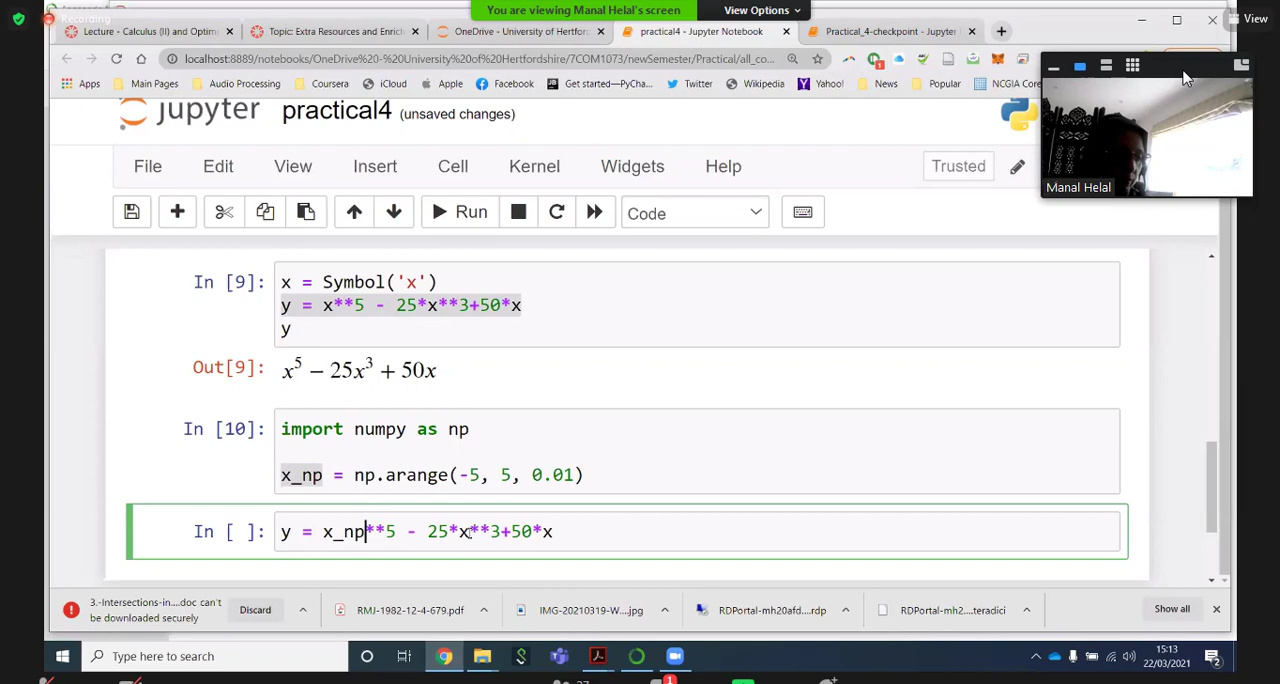 You are viewing Manal Helal's screen
View Options
Recording
View
Lecture - Calculus (II) and Optim
Topic: Extra Resources and Enric
OneDrive - University of Hertfor
practical4 - Jupyter Notebook
Practical_4-checkpoint - Jupyter
localhost:8889/notebooks/OneDrive%20-%20University%20of%20Hertfordshire/7COM1073/newSemester/Practical/all_co...
Apps
Main Pages
Audio Processing
Coursera
iCloud
Apple
Facebook
Get started—PyCha...
Twitter
Wikipedia
Yahoo!
News
Popular
NCGIA Core
jupyter practical4 (unsaved changes)
Manal Helal
File Edit View Insert Cell Kernel Widgets Help
Trusted
Run
Code
In [9]: x = Symbol('x')
y = x**5 - 25*x**3+50*x
y
Out[9]: x⁵ − 25x³ + 50x
In [10]: import numpy as np
x_np = np.arange(-5, 5, 0.01)
In [ ]: y = x_np**5 - 25*x**3+50*x
3.-Intersections-in....doc can't
be downloaded securely
Discard
RMJ-1982-12-4-679.pdf
IMG-20210319-W....jpg
RDPortal-mh20afd....rdp
RDPortal-mh2....teradici
Show all
Type here to search
15:13
22/03/2021